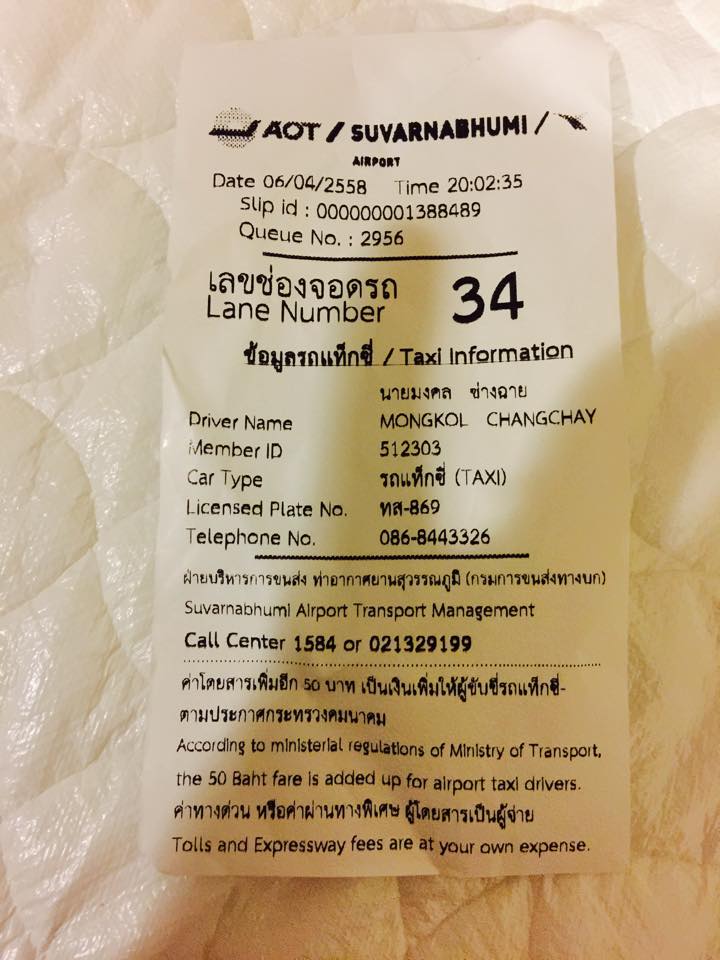 AOT / SUVARNABHUMI /
AIRPORT
Date 06/04/2558 Time 20:02:35
Slip id : 000000001388489
Queue No. : 2956
เลขช่องจอดรถ
Lane Number 34
ข้อมูลรถแท็กซี่ / Taxi Information
นายมงคล ช่างฉาย
Driver Name MONGKOL CHANGCHAY
Member ID 512303
Car Type รถแท็กซี่ (TAXI)
Licensed Plate No. ทส-869
Telephone No. 086-8443326
ฝ่ายบริหารการขนส่ง ท่าอากาศยานสุวรรณภูมิ (กรมการขนส่งทางบก)
Suvarnabhumi Airport Transport Management
Call Center 1584 or 021329199
ค่าโดยสารเพิ่มอีก 50 บาท เป็นเงินเพิ่มให้ผู้ขับขี่รถแท็กซี่-
ตามประกาศกระทรวงคมนาคม
According to ministerial regulations of Ministry of Transport,
the 50 Baht fare is added up for airport taxi drivers.
ค่าทางด่วน หรือค่าผ่านทางพิเศษ ผู้โดยสารเป็นผู้จ่าย
Tolls and Expressway fees are at your own expense.